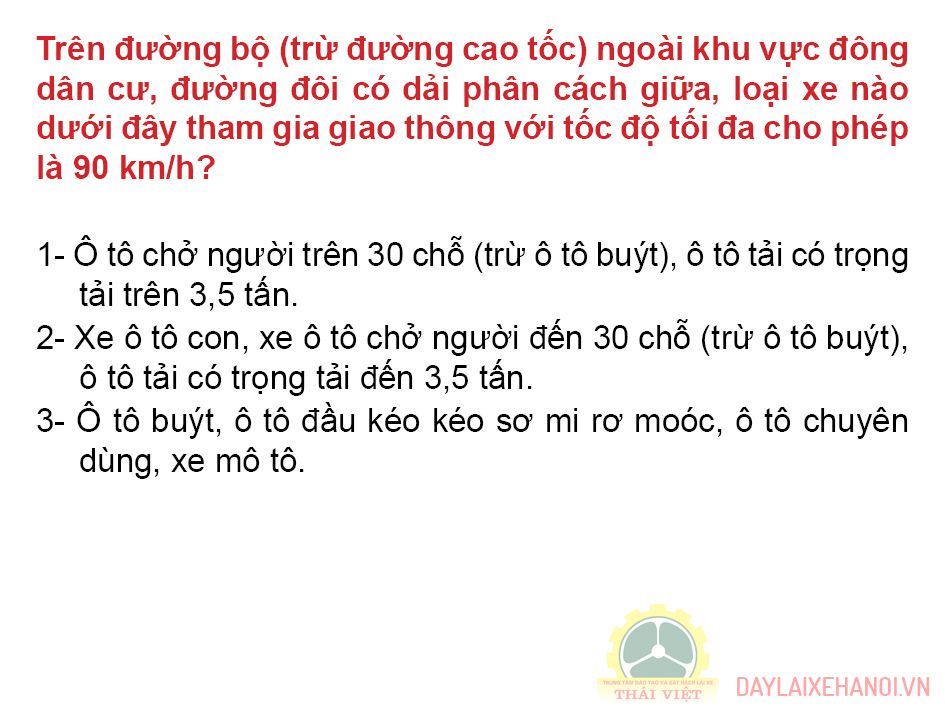 Trên đường bộ (trừ đường cao tốc) ngoài khu vực đông
dân cư, đường đôi có dải phân cách giữa, loại xe nào
dưới đây tham gia giao thông với tốc độ tối đa cho phép
là 90 km/h?
1- Ô tô chở người trên 30 chỗ (trừ ô tô buýt), ô tô tải có trọng
tải trên 3,5 tấn.
2- Xe ô tô con, xe ô tô chở người đến 30 chỗ (trừ ô tô buýt),
ô tô tải có trọng tải đến 3,5 tấn.
3- Ô tô buýt, ô tô đầu kéo kéo sơ mi rơ moóc, ô tô chuyên
dùng, xe mô tô.
TRUNG TÂM ĐÀO TẠO VÀ SÁT HẠCH LÁI XE
THÁI VIỆT
DAYLAIXEHANOI.VN